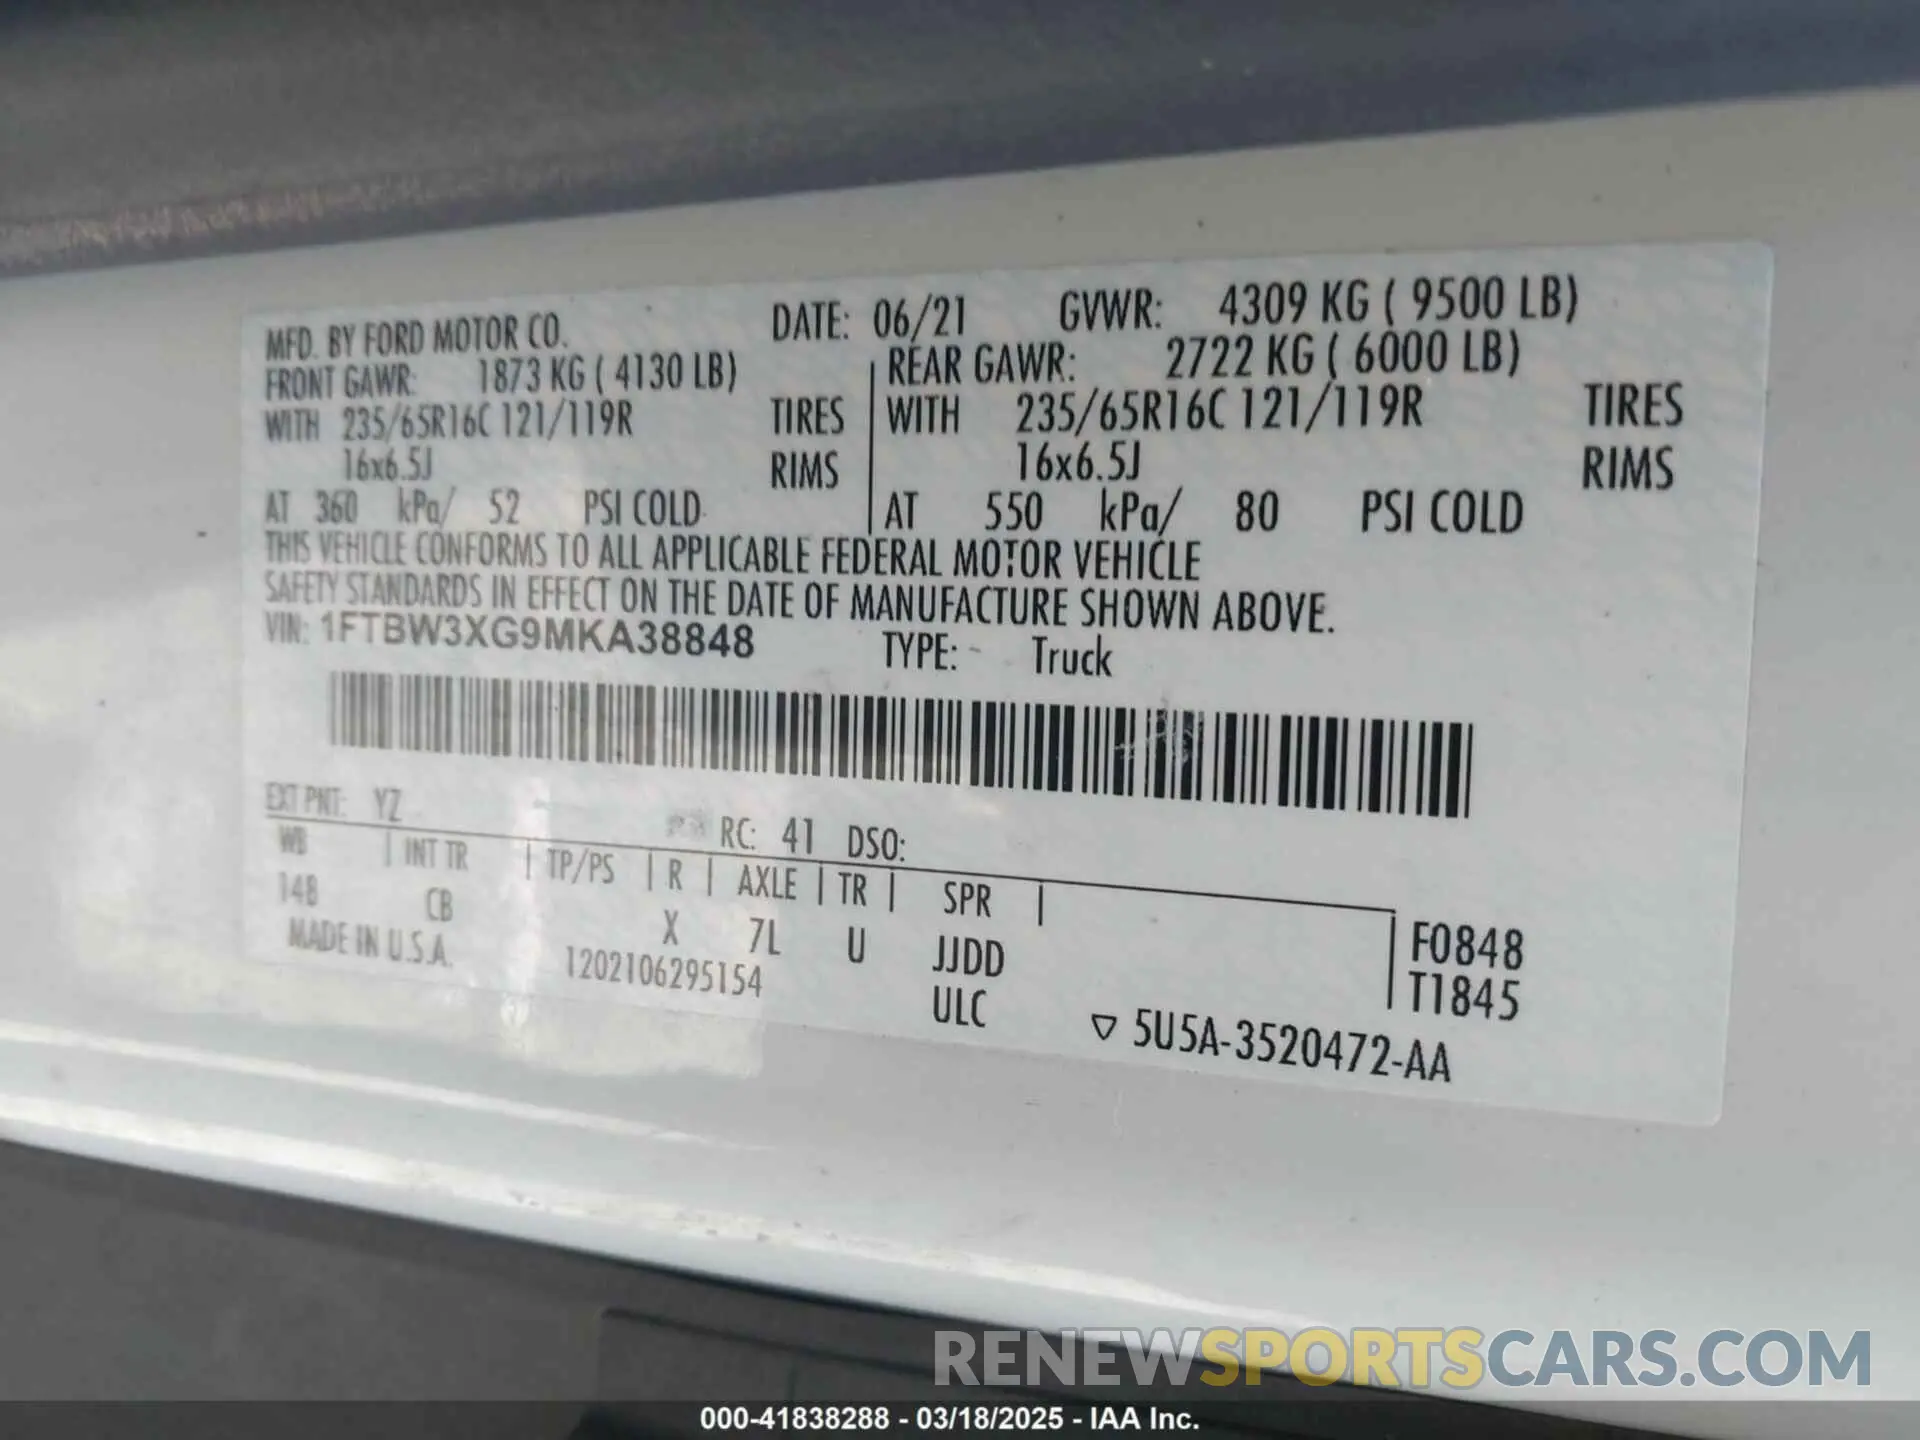 MFD. BY FORD MOTOR CO. DATE: 06/21 GVWR: 4309 KG ( 9500 LB)
FRONT GAWR: 1873 KG ( 4130 LB) REAR GAWR: 2722 KG ( 6000 LB)
WITH 235/65R16C 121/119R TIRES WITH 235/65R16C 121/119R TIRES
16x6.5J RIMS 16x6.5J RIMS
AT 360 kPa/ 52 PSI COLD AT 550 kPa/ 80 PSI COLD
THIS VEHICLE CONFORMS TO ALL APPLICABLE FEDERAL MOTOR VEHICLE
SAFETY STANDARDS IN EFFECT ON THE DATE OF MANUFACTURE SHOWN ABOVE.
VIN: 1FTBW3XG9MKA38848 TYPE: Truck
EXT PNT: YZ RC: 41 DSO:
WB INT TR TP/PS R AXLE TR SPR
148 CB X 7L U JJDD F0848
MADE IN U.S.A. 1202106295154 ULC T1845
5U5A-3520472-AA
RENEWSPORTSCARS.COM
000-41838288 - 03/18/2025 - IAA Inc.